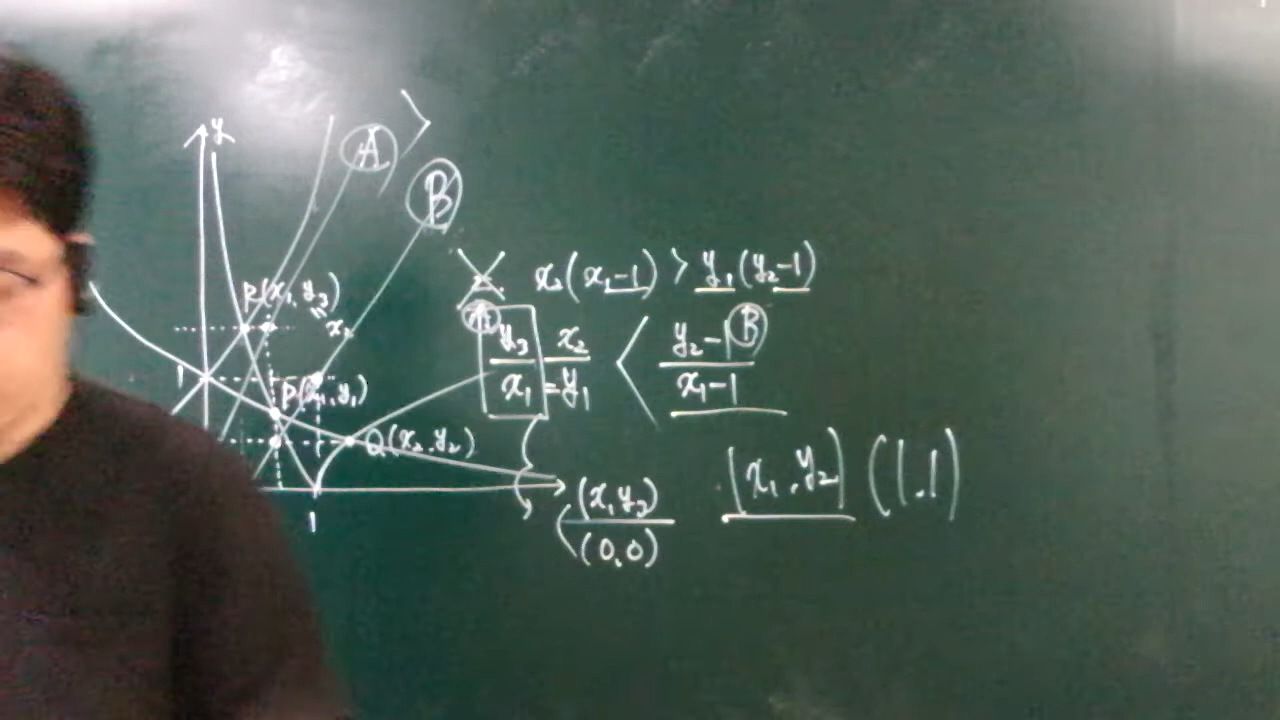 y
A
B
R(x₁, y₃)
x₂
ㄷ. x₂(x₁-1) > y₁(y₂-1)
A B
y₃/x₁ = x₂/y₁ < (y₂-1)/(x₁-1)
1
P(x₁, y₁)
Q(x₂, y₂)
(x₁, y₃) (x₁, y₂) (1, 1)
(0, 0)
1